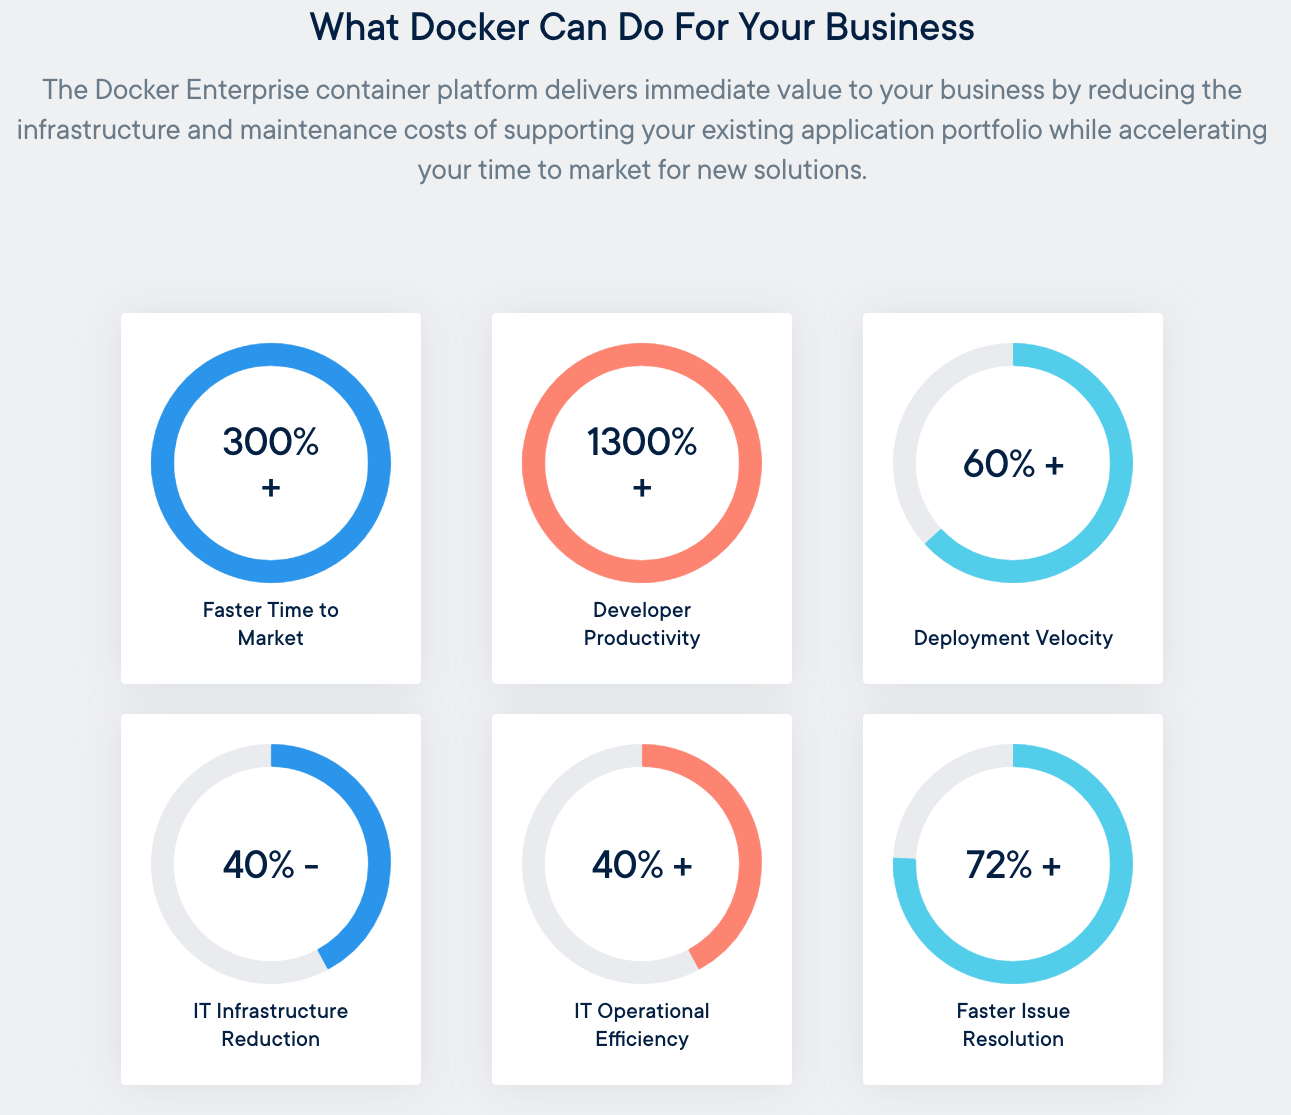 What Docker Can Do For Your Business
The Docker Enterprise container platform delivers immediate value to your business by reducing the
infrastructure and maintenance costs of supporting your existing application portfolio while accelerating
your time to market for new solutions.
300%
+
Faster Time to
Market
1300%
+
Developer
Productivity
60% +
Deployment Velocity
40% -
IT Infrastructure
Reduction
40% +
IT Operational
Efficiency
72% +
Faster Issue
Resolution